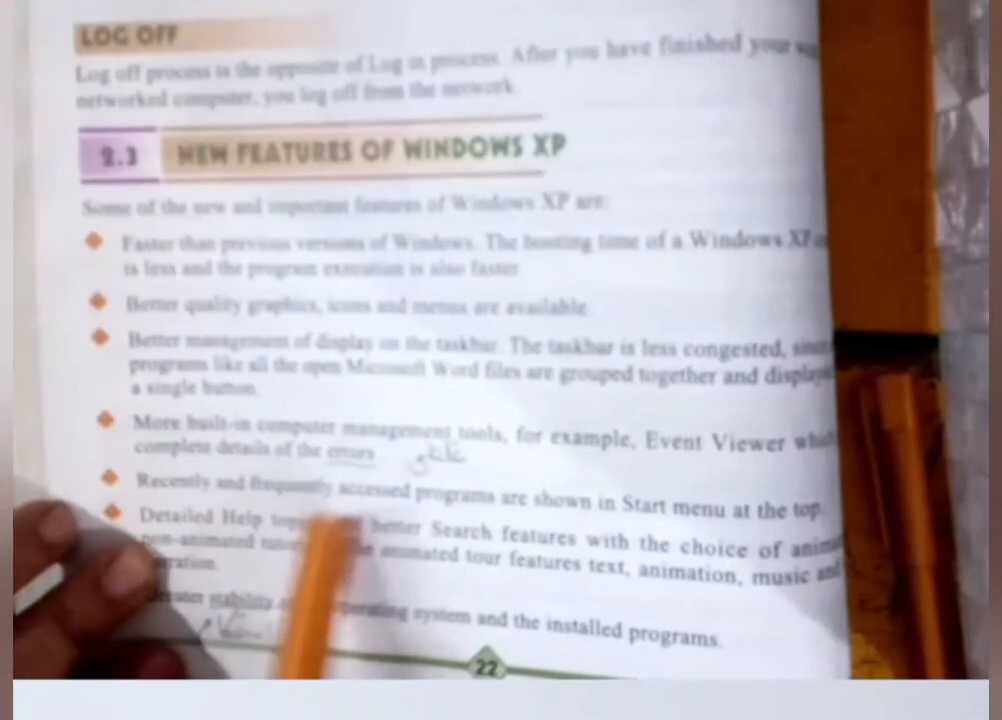 LOG OFF
Log off process is the opposite of Log in process. After you have finished your
networked computer, you log off from the network.
2.3 NEW FEATURES OF WINDOWS XP
Some of the new and important features of Windows XP are:
Faster than previous versions of Windows. The booting time of a Windows XP
is less and the program execution is also faster.
Better quality graphics, icons and menus are available.
Better management of display on the taskbar. The taskbar is less congested,
programs like all the open Microsoft Word files are grouped together and
a single button.
More built-in computer management tools, for example, Event Viewer
complete details of the errors
Recently and frequently accessed programs are shown in Start menu at the top.
Detailed Help better Search features with the choice of
non-animated animated tour features text, animation, music and
stability operating system and the installed programs.
22